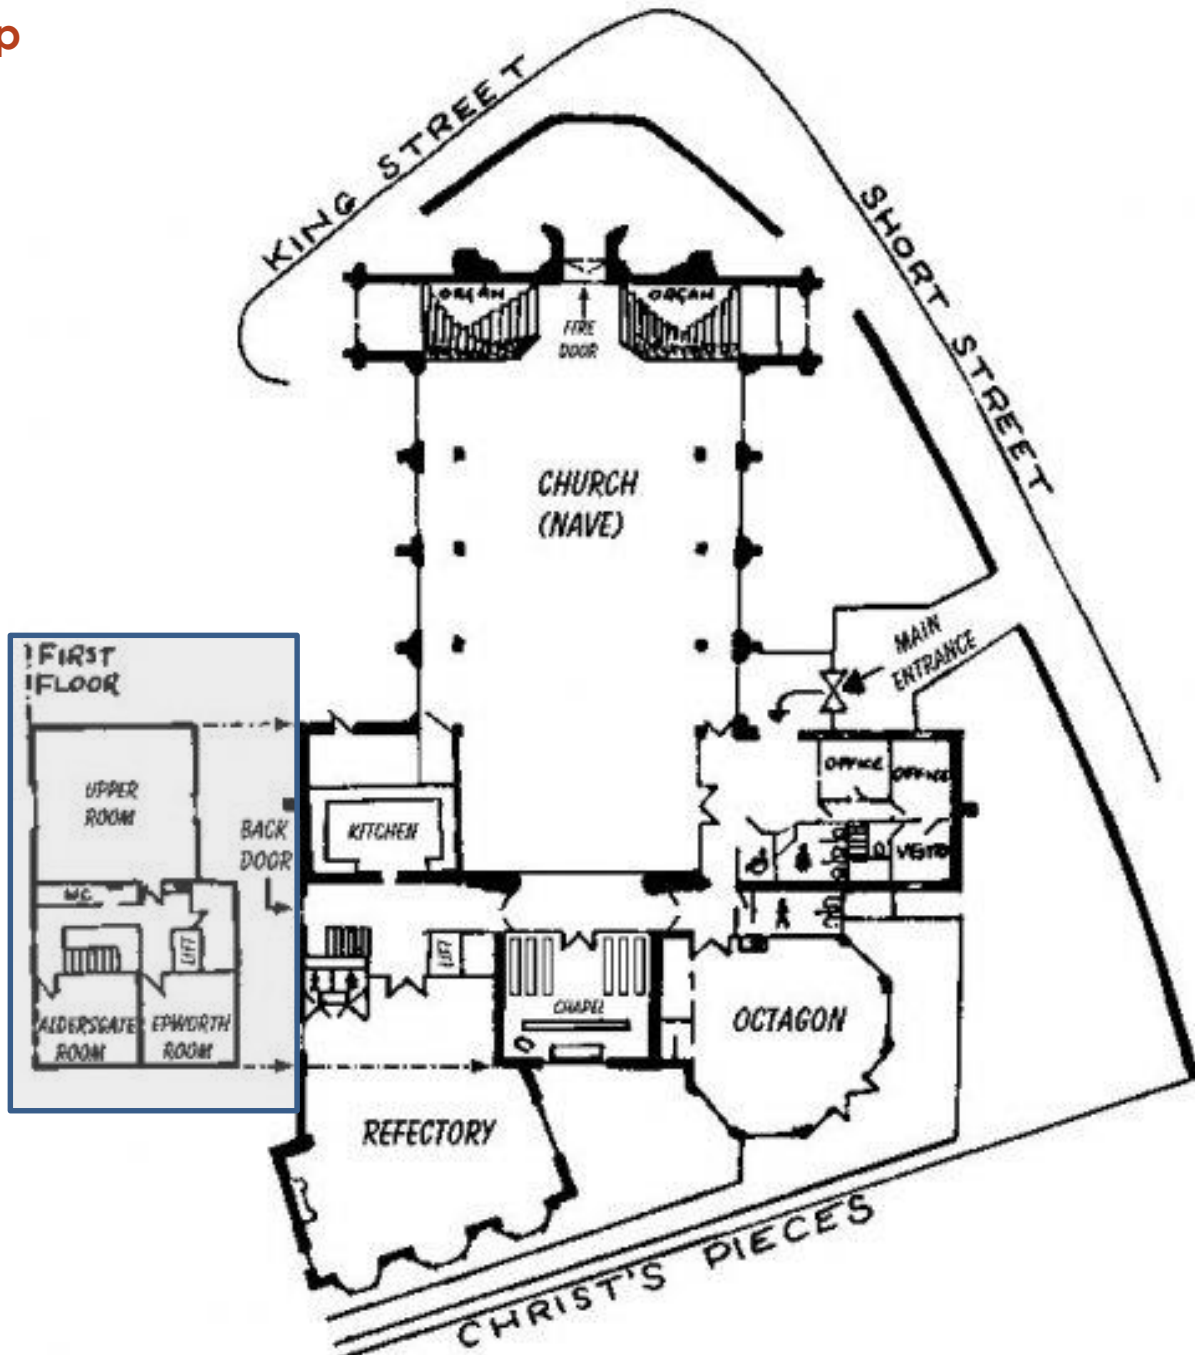 p
KING STREET
SHORT STREET
ORGAN
ORGAN
FIRE
DOOR
CHURCH
(NAVE)
MAIN
ENTRANCE
FIRST
FLOOR
UPPER
ROOM
BACK
DOOR
KITCHEN
OFFICE
OFFICE
W.C.
LIFT
LIFT
CHAPEL
OCTAGON
ALDERSGATE
ROOM
EPWORTH
ROOM
REFECTORY
CHRIST'S PIECES